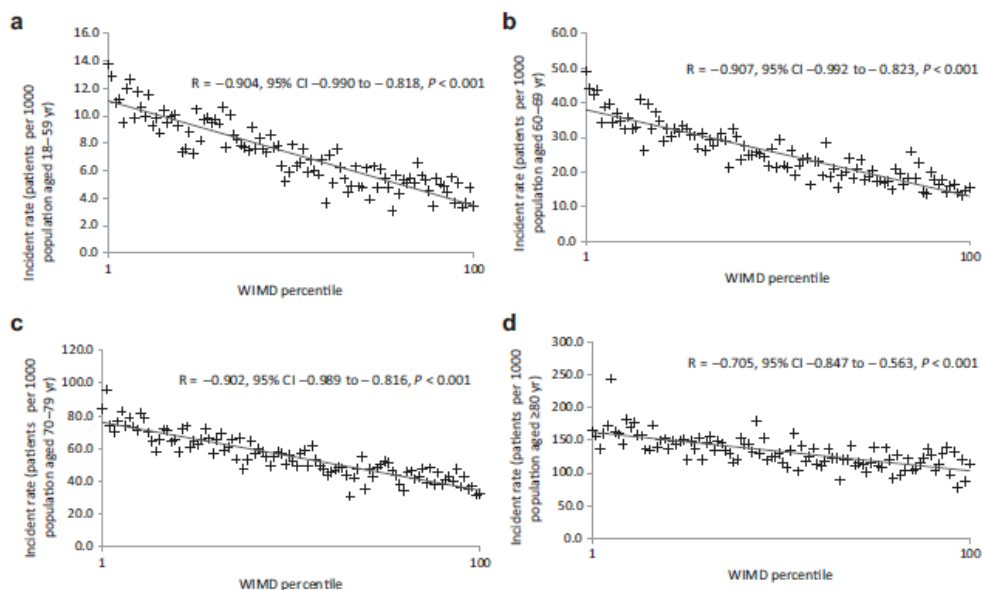 a
16.0
14.0
12.0
10.0
8.0
6.0
4.0
2.0
0.0
Incident rate (patients per 1000
population aged 18–59 yr)
R = −0.904, 95% CI −0.990 to − 0.818, P < 0.001
1
100
WIMD percentile
b
60.0
50.0
40.0
30.0
20.0
10.0
0.0
Incident rate (patients per 1000
population aged 60–69 yr)
R = −0.907, 95% CI −0.992 to − 0.823, P < 0.001
1
100
WIMD percentile
c
120.0
100.0
80.0
60.0
40.0
20.0
0.0
Incident rate (patients per 1000
population aged 70–79 yr)
R = −0.902, 95% CI −0.989 to − 0.816, P < 0.001
1
100
WIMD percentile
d
300.0
250.0
200.0
150.0
100.0
50.0
0.0
Incident rate (patients per 1000
population aged ≥80 yr)
R = −0.705, 95% CI −0.847 to − 0.563, P < 0.001
1
100
WIMD percentile